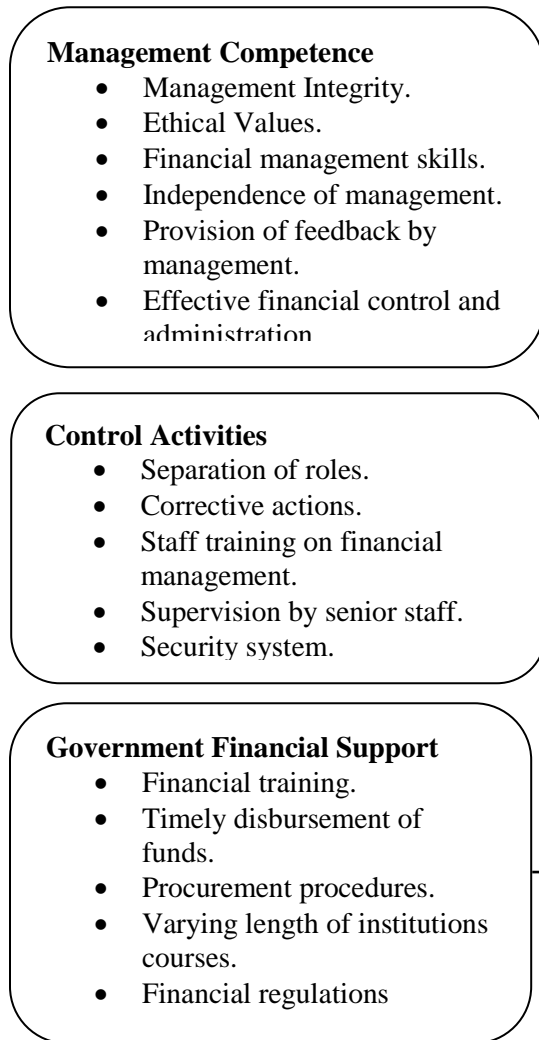 Management Competence
• Management Integrity.
• Ethical Values.
• Financial management skills.
• Independence of management.
• Provision of feedback by
management.
• Effective financial control and
administration
Control Activities
• Separation of roles.
• Corrective actions.
• Staff training on financial
management.
• Supervision by senior staff.
• Security system.
Government Financial Support
• Financial training.
• Timely disbursement of
funds.
• Procurement procedures.
• Varying length of institutions
courses.
• Financial regulations